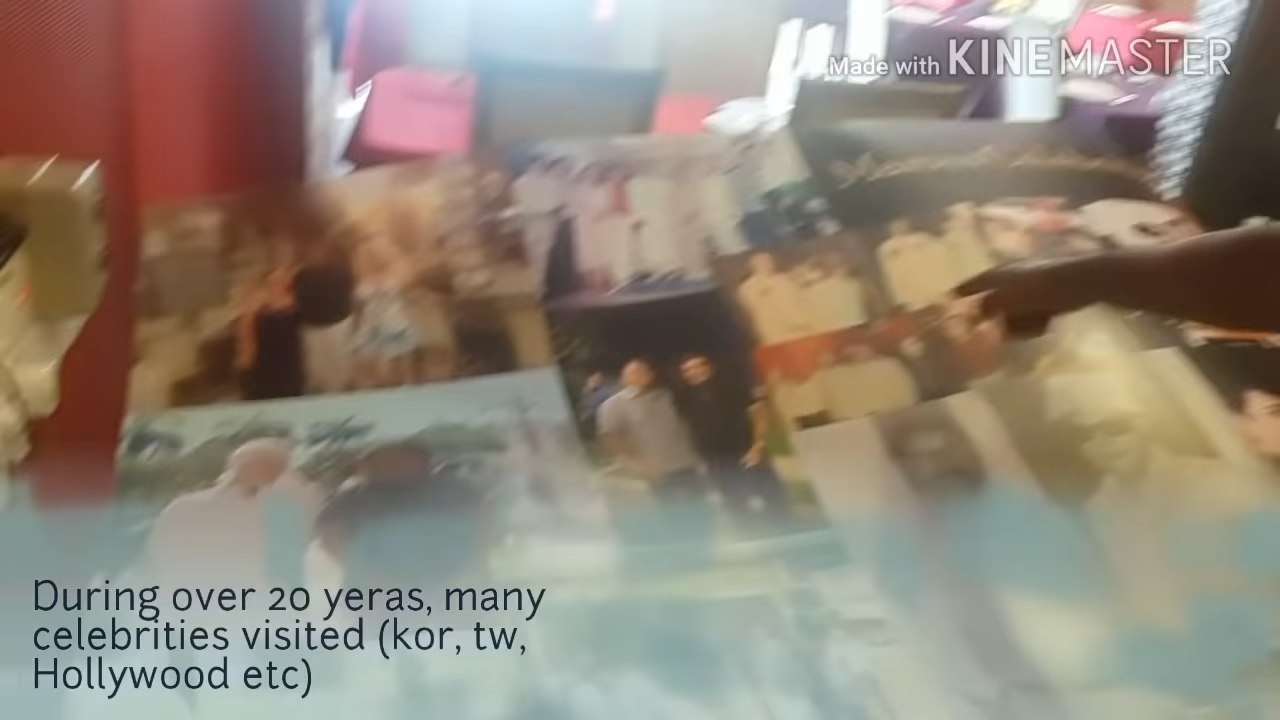 Made with KINEMASTER
During over 20 yeras, many
celebrities visited (kor, tw,
Hollywood etc)